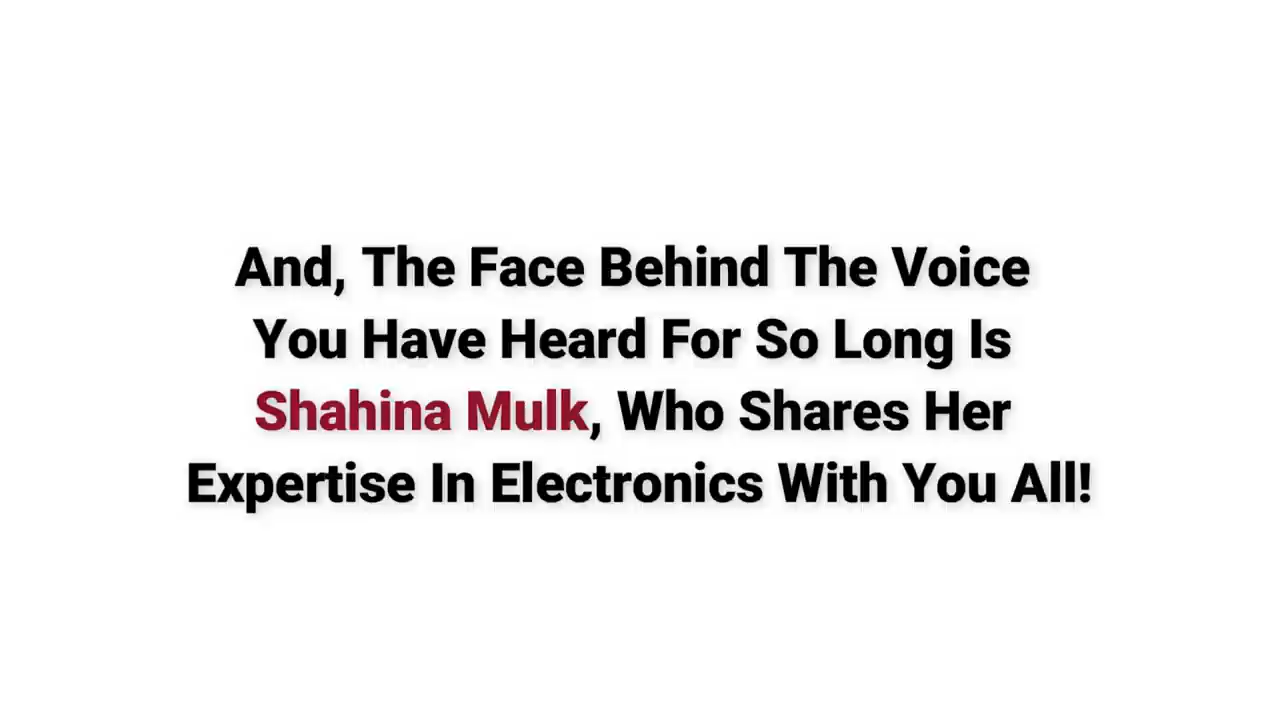 And, The Face Behind The Voice
You Have Heard For So Long Is
Shahina Mulk, Who Shares Her
Expertise In Electronics With You All!